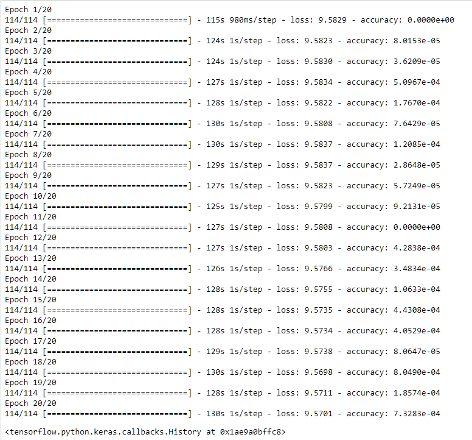 Epoch 1/20
114/114 [==============================] - 115s 980ms/step - loss: 9.5829 - accuracy: 0.0000e+00
Epoch 2/20
114/114 [==============================] - 124s 1s/step - loss: 9.5823 - accuracy: 8.0153e-05
Epoch 3/20
114/114 [==============================] - 124s 1s/step - loss: 9.5830 - accuracy: 3.6209e-05
Epoch 4/20
114/114 [==============================] - 127s 1s/step - loss: 9.5834 - accuracy: 5.0967e-04
Epoch 5/20
114/114 [==============================] - 128s 1s/step - loss: 9.5822 - accuracy: 1.7670e-04
Epoch 6/20
114/114 [==============================] - 130s 1s/step - loss: 9.5808 - accuracy: 7.6429e-05
Epoch 7/20
114/114 [==============================] - 130s 1s/step - loss: 9.5837 - accuracy: 1.2085e-04
Epoch 8/20
114/114 [==============================] - 129s 1s/step - loss: 9.5837 - accuracy: 2.8648e-05
Epoch 9/20
114/114 [==============================] - 127s 1s/step - loss: 9.5823 - accuracy: 5.7249e-05
Epoch 10/20
114/114 [==============================] - 125s 1s/step - loss: 9.5799 - accuracy: 9.2131e-05
Epoch 11/20
114/114 [==============================] - 127s 1s/step - loss: 9.5808 - accuracy: 0.0000e+00
Epoch 12/20
114/114 [==============================] - 127s 1s/step - loss: 9.5803 - accuracy: 4.2838e-04
Epoch 13/20
114/114 [==============================] - 126s 1s/step - loss: 9.5766 - accuracy: 3.4834e-04
Epoch 14/20
114/114 [==============================] - 128s 1s/step - loss: 9.5755 - accuracy: 1.0633e-04
Epoch 15/20
114/114 [==============================] - 128s 1s/step - loss: 9.5735 - accuracy: 4.4308e-04
Epoch 16/20
114/114 [==============================] - 128s 1s/step - loss: 9.5734 - accuracy: 4.0529e-04
Epoch 17/20
114/114 [==============================] - 129s 1s/step - loss: 9.5738 - accuracy: 8.0647e-05
Epoch 18/20
114/114 [==============================] - 130s 1s/step - loss: 9.5698 - accuracy: 8.0490e-04
Epoch 19/20
114/114 [==============================] - 128s 1s/step - loss: 9.5711 - accuracy: 1.8574e-04
Epoch 20/20
114/114 [==============================] - 130s 1s/step - loss: 9.5701 - accuracy: 7.3283e-04
<tensorflow.python.keras.callbacks.History at 0x1ae9a0bffc8>